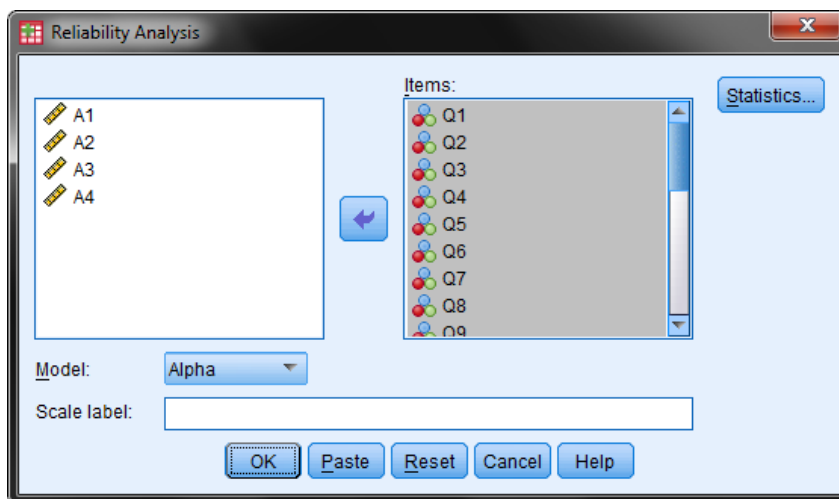 Reliability Analysis
Items:
Statistics...
A1
A2
A3
A4
Q1
Q2
Q3
Q4
Q5
Q6
Q7
Q8
Q9
Model:
Alpha
Scale label:
OK
Paste
Reset
Cancel
Help